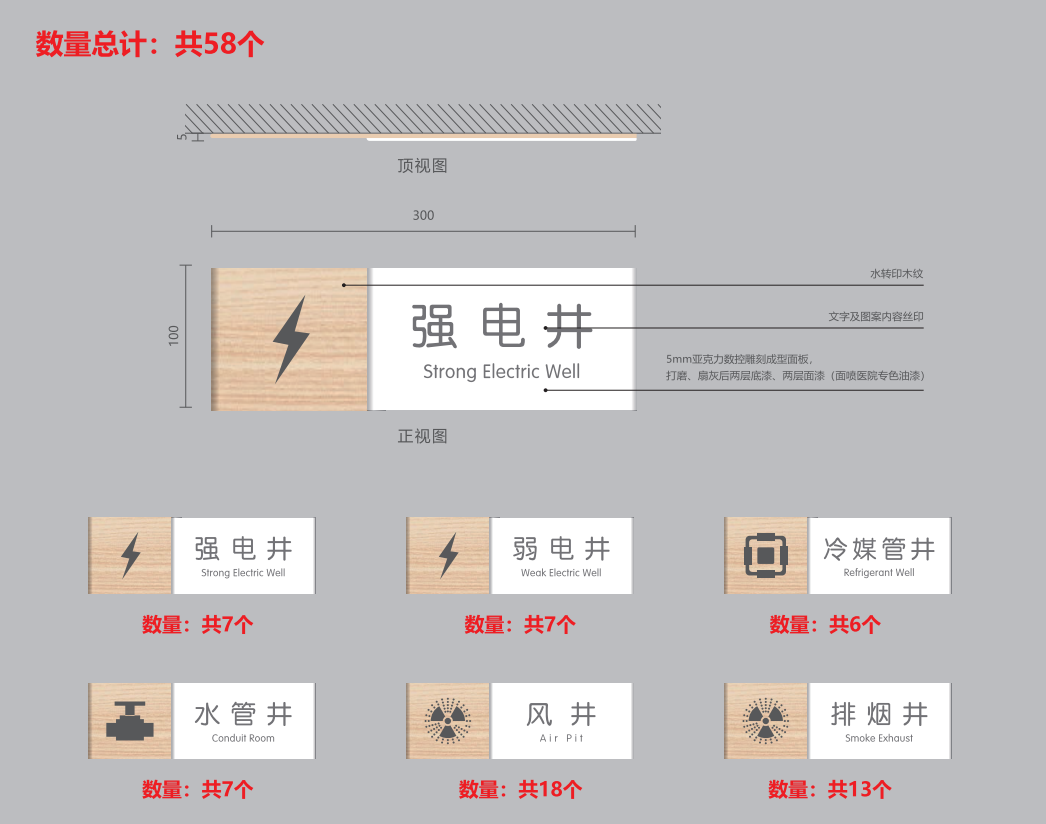 数量总计：共58个
5
顶视图
300
水转印木纹
强电井
文字及图案内容丝印
100
Strong Electric Well
5mm亚克力数控雕刻成型面板，
打磨、扇灰后两层底漆、两层面漆（面喷医院专色油漆）
正视图
强电井
Strong Electric Well
数量：共7个
弱电井
Weak Electric Well
数量：共7个
冷媒管井
Refrigerant Well
数量：共6个
水管井
Conduit Room
数量：共7个
风井
Air Pit
数量：共18个
排烟井
Smoke Exhaust
数量：共13个